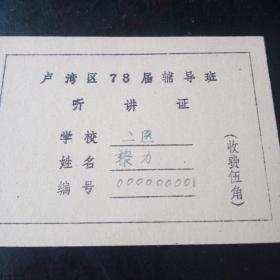 卢湾区78届辅导班
听讲证
学校 二医
姓名 力
编号 000000001
(收费伍角)